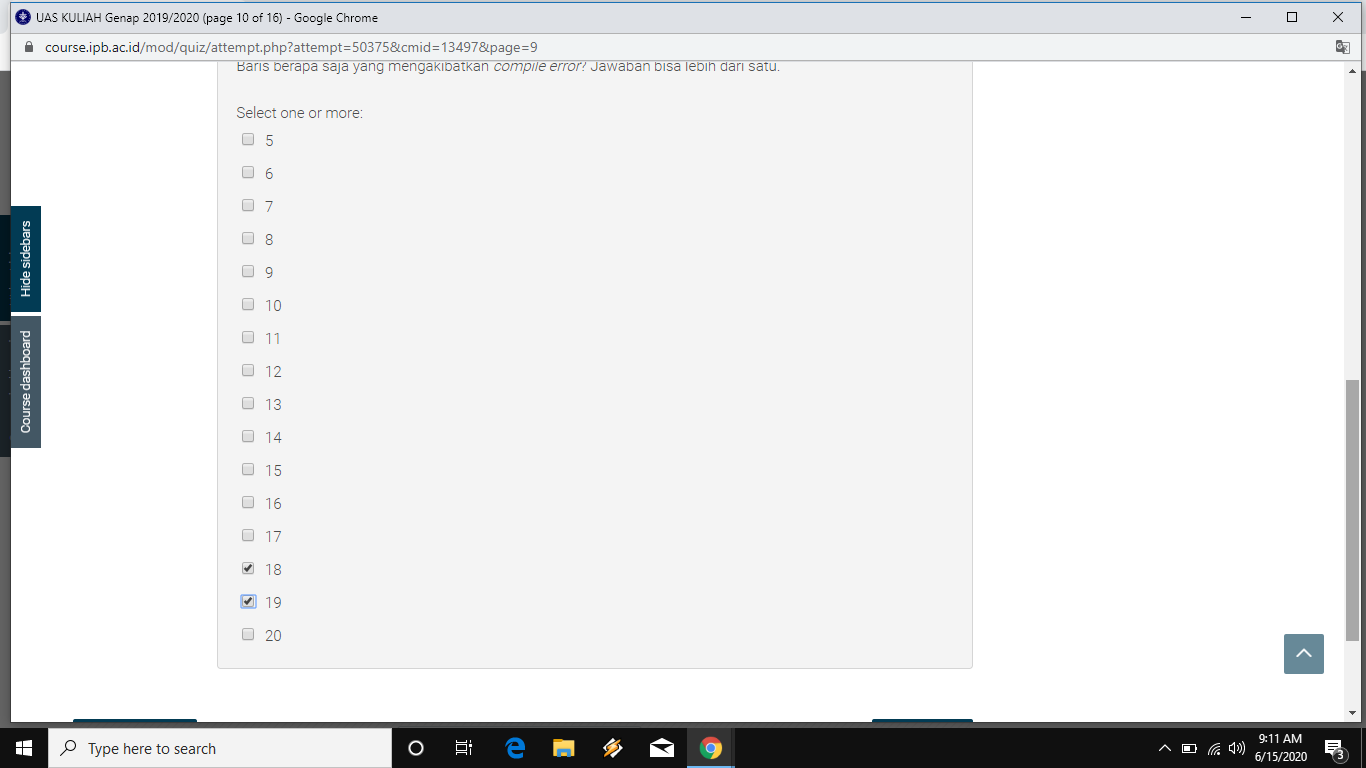 UAS KULIAH Genap 2019/2020 (page 10 of 16) - Google Chrome
course.ipb.ac.id/mod/quiz/attempt.php?attempt=50375&cmid=13497&page=9
Baris berapa saja yang mengakibatkan compile error? Jawaban bisa lebih dari satu.
Select one or more:
5
6
7
8
9
10
11
12
13
14
15
16
17
18
19
20
Hide sidebars
Course dashboard
Type here to search
9:11 AM
6/15/2020
3